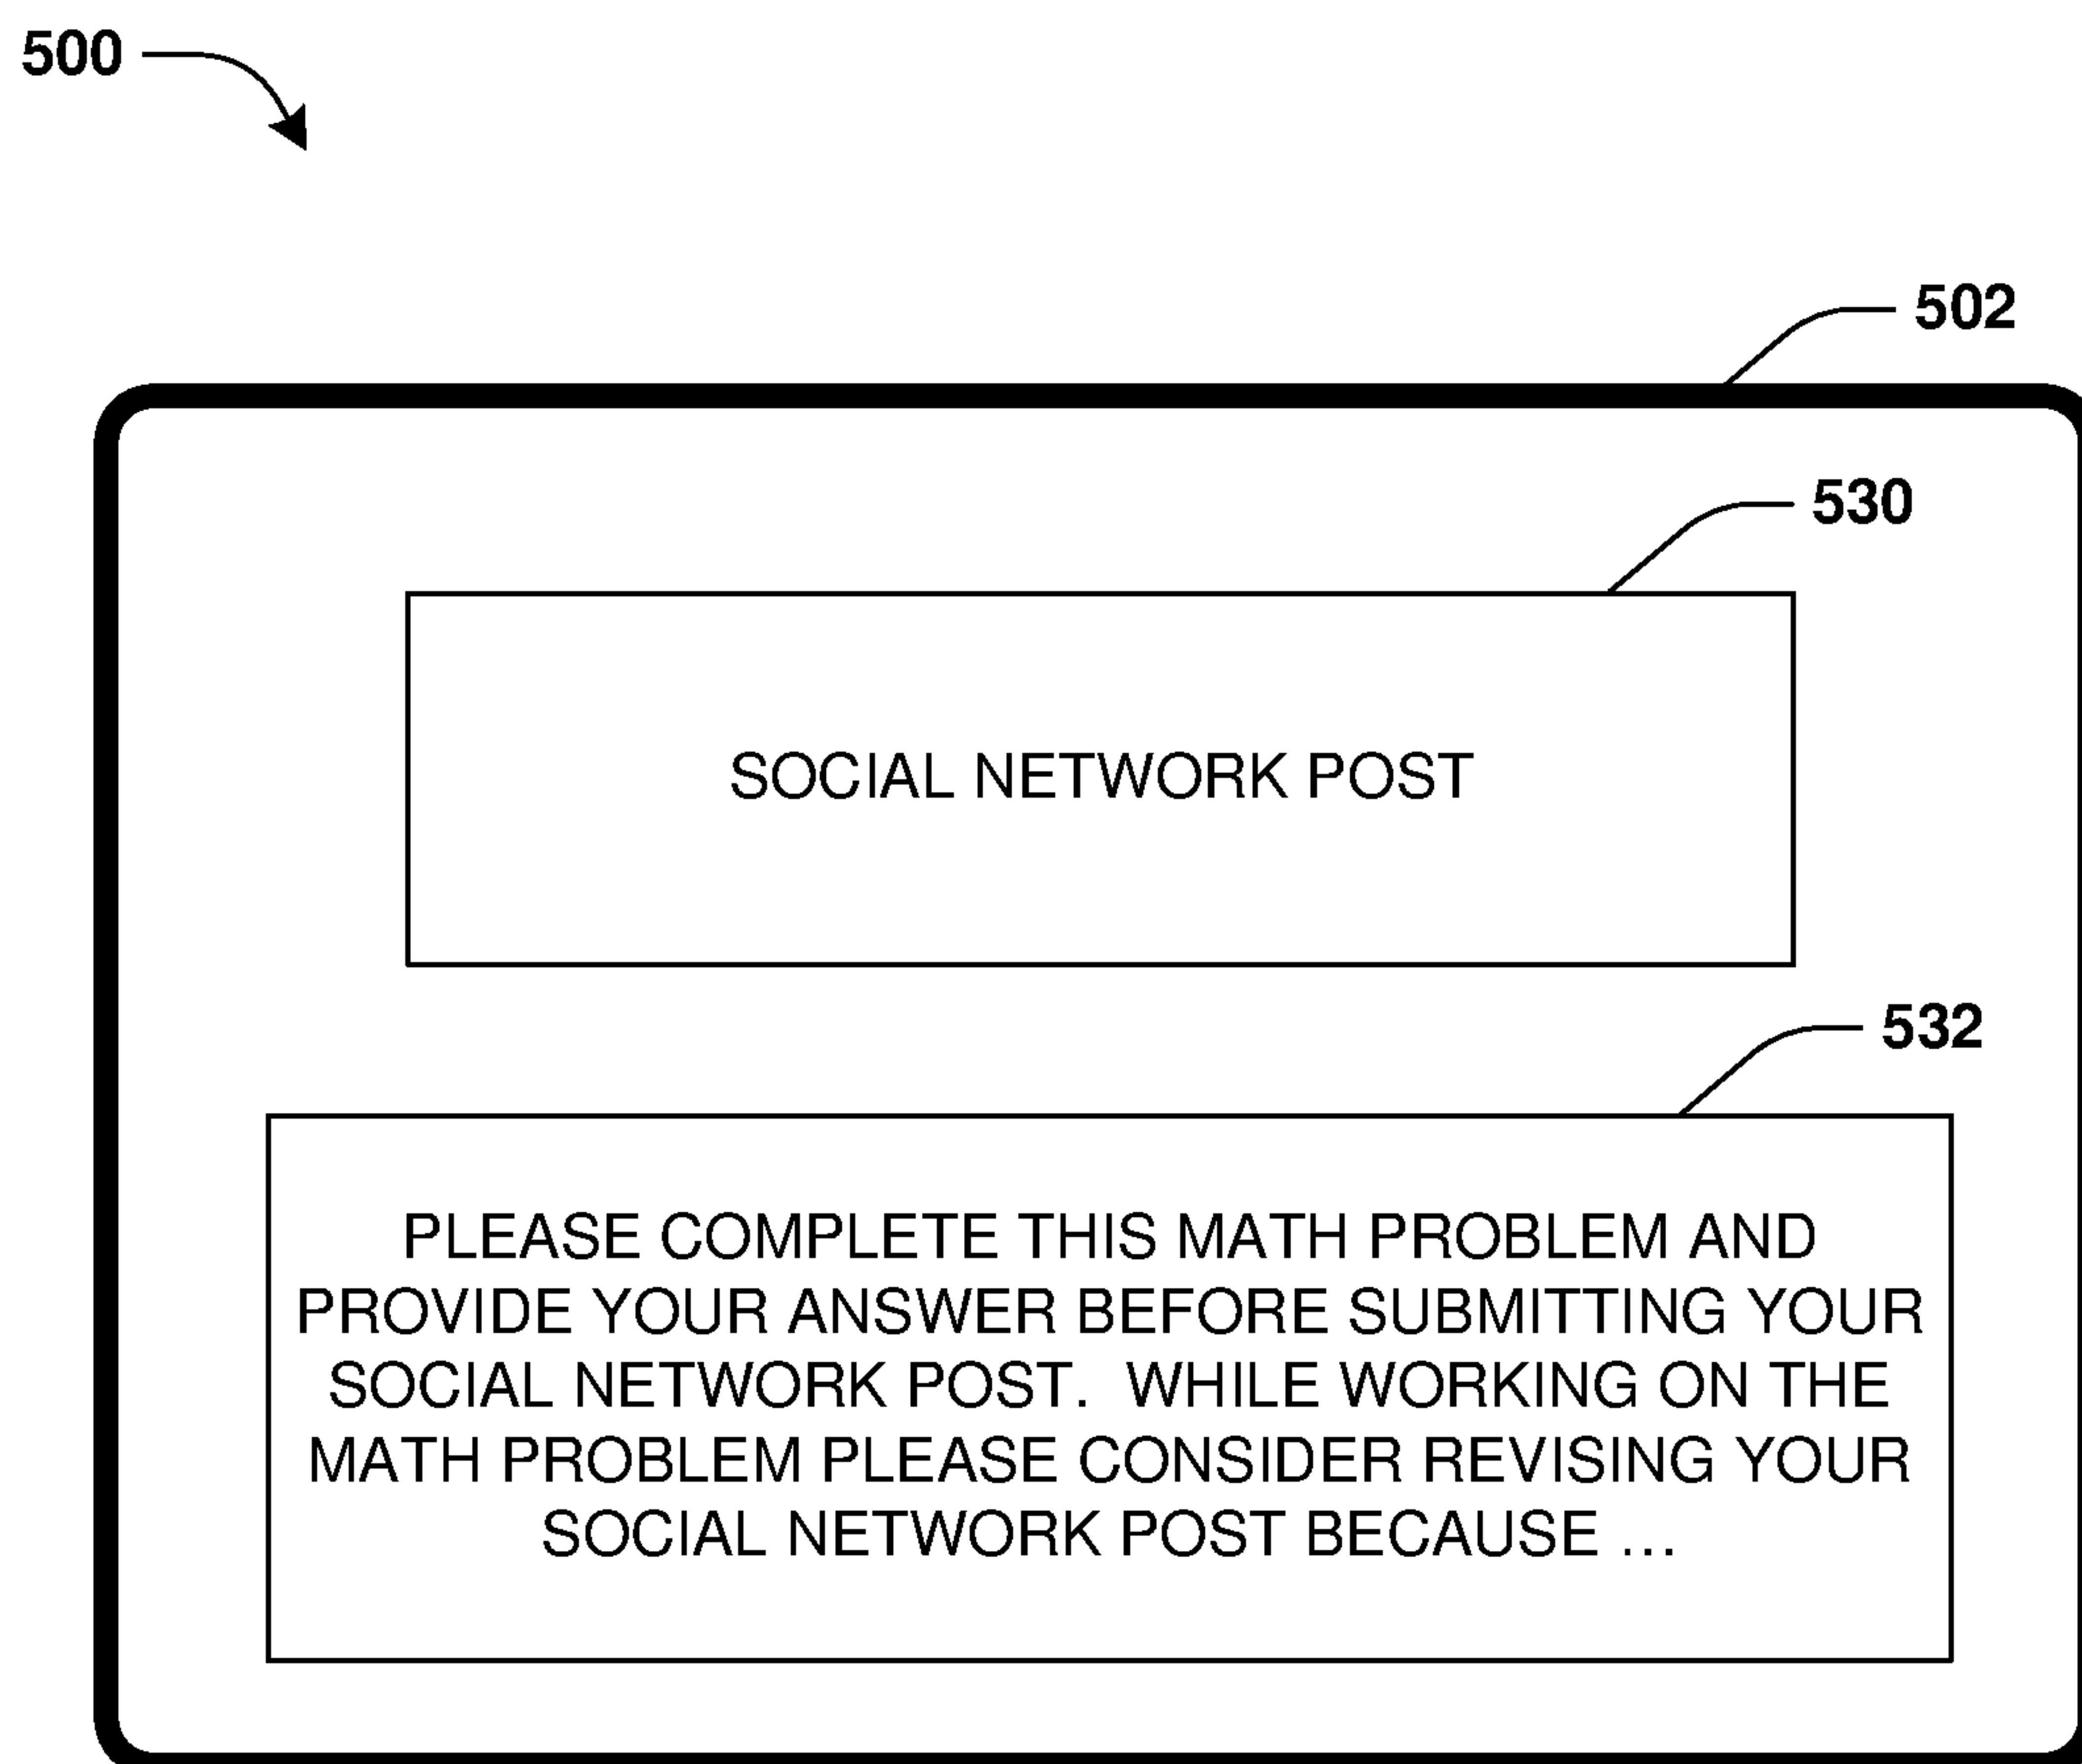 500
502
530
SOCIAL NETWORK POST
532
PLEASE COMPLETE THIS MATH PROBLEM AND
PROVIDE YOUR ANSWER BEFORE SUBMITTING YOUR
SOCIAL NETWORK POST.  WHILE WORKING ON THE
MATH PROBLEM PLEASE CONSIDER REVISING YOUR
SOCIAL NETWORK POST BECAUSE ...